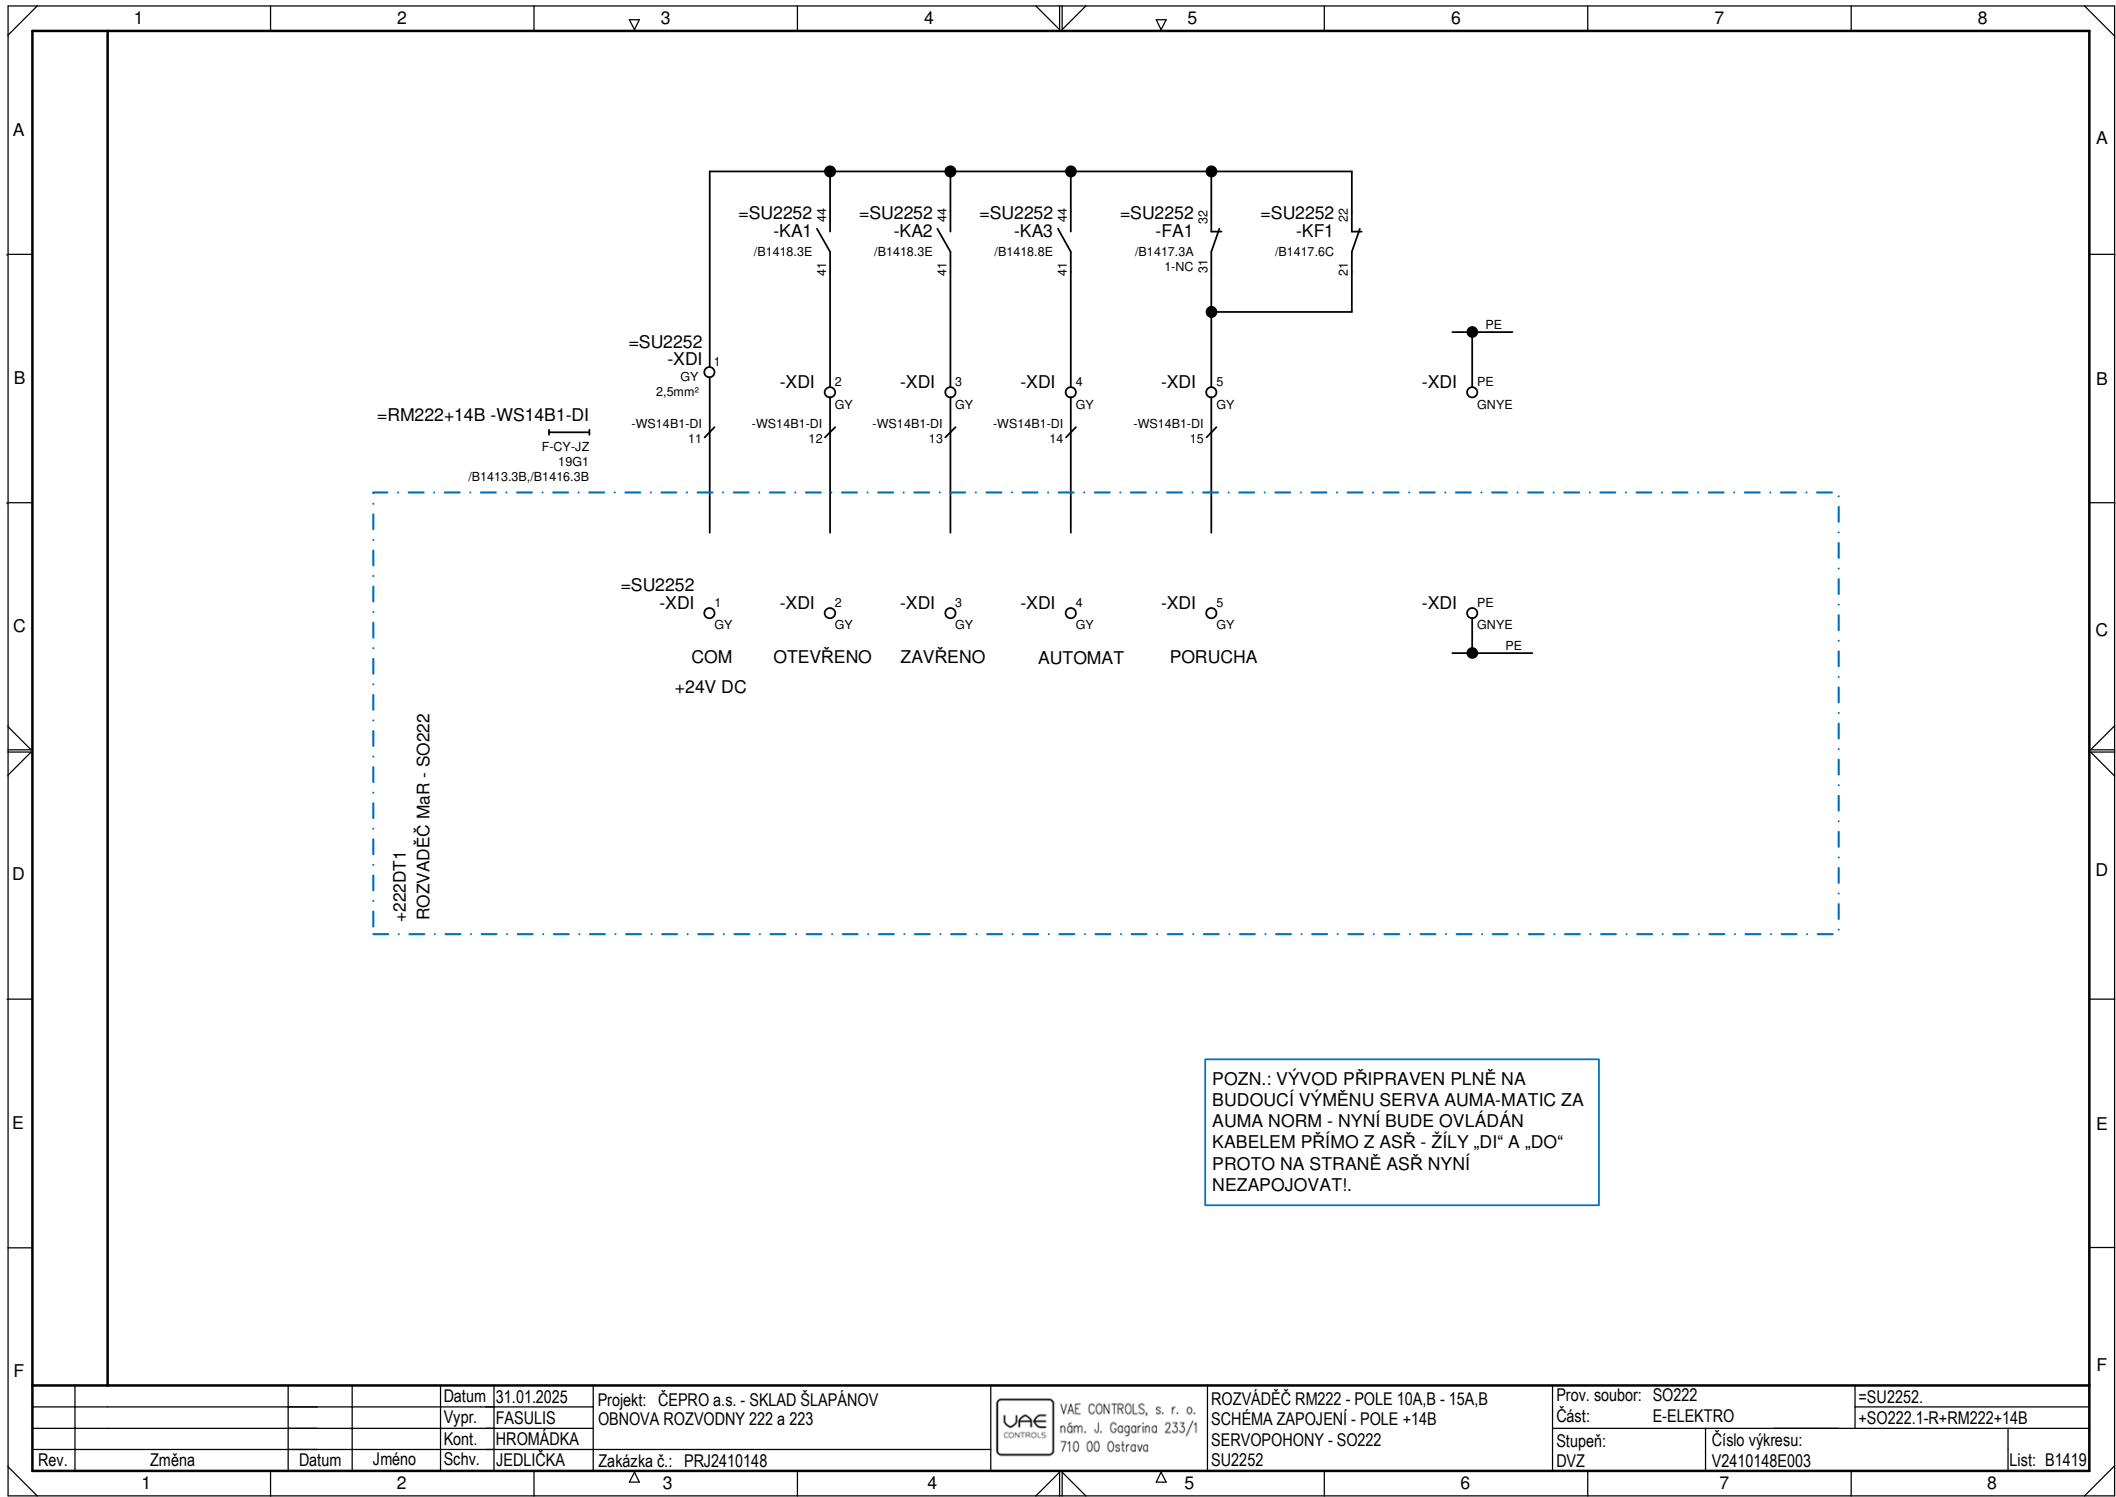 1 2 3 4 5 6 7 8
A A
=SU2252 44 =SU2252 44 =SU2252 44 =SU2252 32 =SU2252 22
-KA1 -KA2 -KA3 -FA1 -KF1
/B1418.3E /B1418.3E /B1418.8E /B1417.3A /B1417.6C
41 41 41 1-NC 31 21
PE
=SU2252
-XDI 1
GY
2,5mm²
B B
-XDI 2 -XDI 3 -XDI 4 -XDI 5 -XDI PE
GY GY GY GY GNYE
=RM222+14B -WS14B1-DI
-WS14B1-DI -WS14B1-DI -WS14B1-DI -WS14B1-DI -WS14B1-DI
11 12 13 14 15
F-CY-JZ
19G1
/B1413.3B,/B1416.3B
=SU2252
-XDI 1 -XDI 2 -XDI 3 -XDI 4 -XDI 5 -XDI PE
GY GY GY GY GY GNYE
C C
PE
COM OTEVŘENO ZAVŘENO AUTOMAT PORUCHA
+24V DC
+222DT1
ROZVADĚČ MaR - SO222
D D
POZN.: VÝVOD PŘIPRAVEN PLNĚ NA
BUDOUCÍ VÝMĚNU SERVA AUMA-MATIC ZA
AUMA NORM - NYNÍ BUDE OVLÁDÁN
KABELEM PŘÍMO Z ASŘ - ŽÍLY „DI“ A „DO“
PROTO NA STRANĚ ASŘ NYNÍ
NEZAPOJOVAT!.
E E
F F
Datum 31.01.2025
Vypr. FASULIS
Kont. HROMÁDKA
Rev. Změna Datum Jméno Schv. JEDLIČKA
Projekt: ČEPRO a.s. - SKLAD ŠLAPÁNOV
OBNOVA ROZVODNY 222 a 223
Zakázka č.: PRJ2410148
VAE
CONTROLS
VAE CONTROLS, s. r. o.
nám. J. Gagarina 233/1
710 00 Ostrava
ROZVÁDĚČ RM222 - POLE 10A,B - 15A,B
SCHÉMA ZAPOJENÍ - POLE +14B
SERVOPOHONY - SO222
SU2252
Prov. soubor: SO222
Část: E-ELEKTRO
=SU2252.
+SO222.1-R+RM222+14B
Stupeň:
DVZ
Číslo výkresu:
V2410148E003
List: B1419
1 2 3 4 5 6 7 8